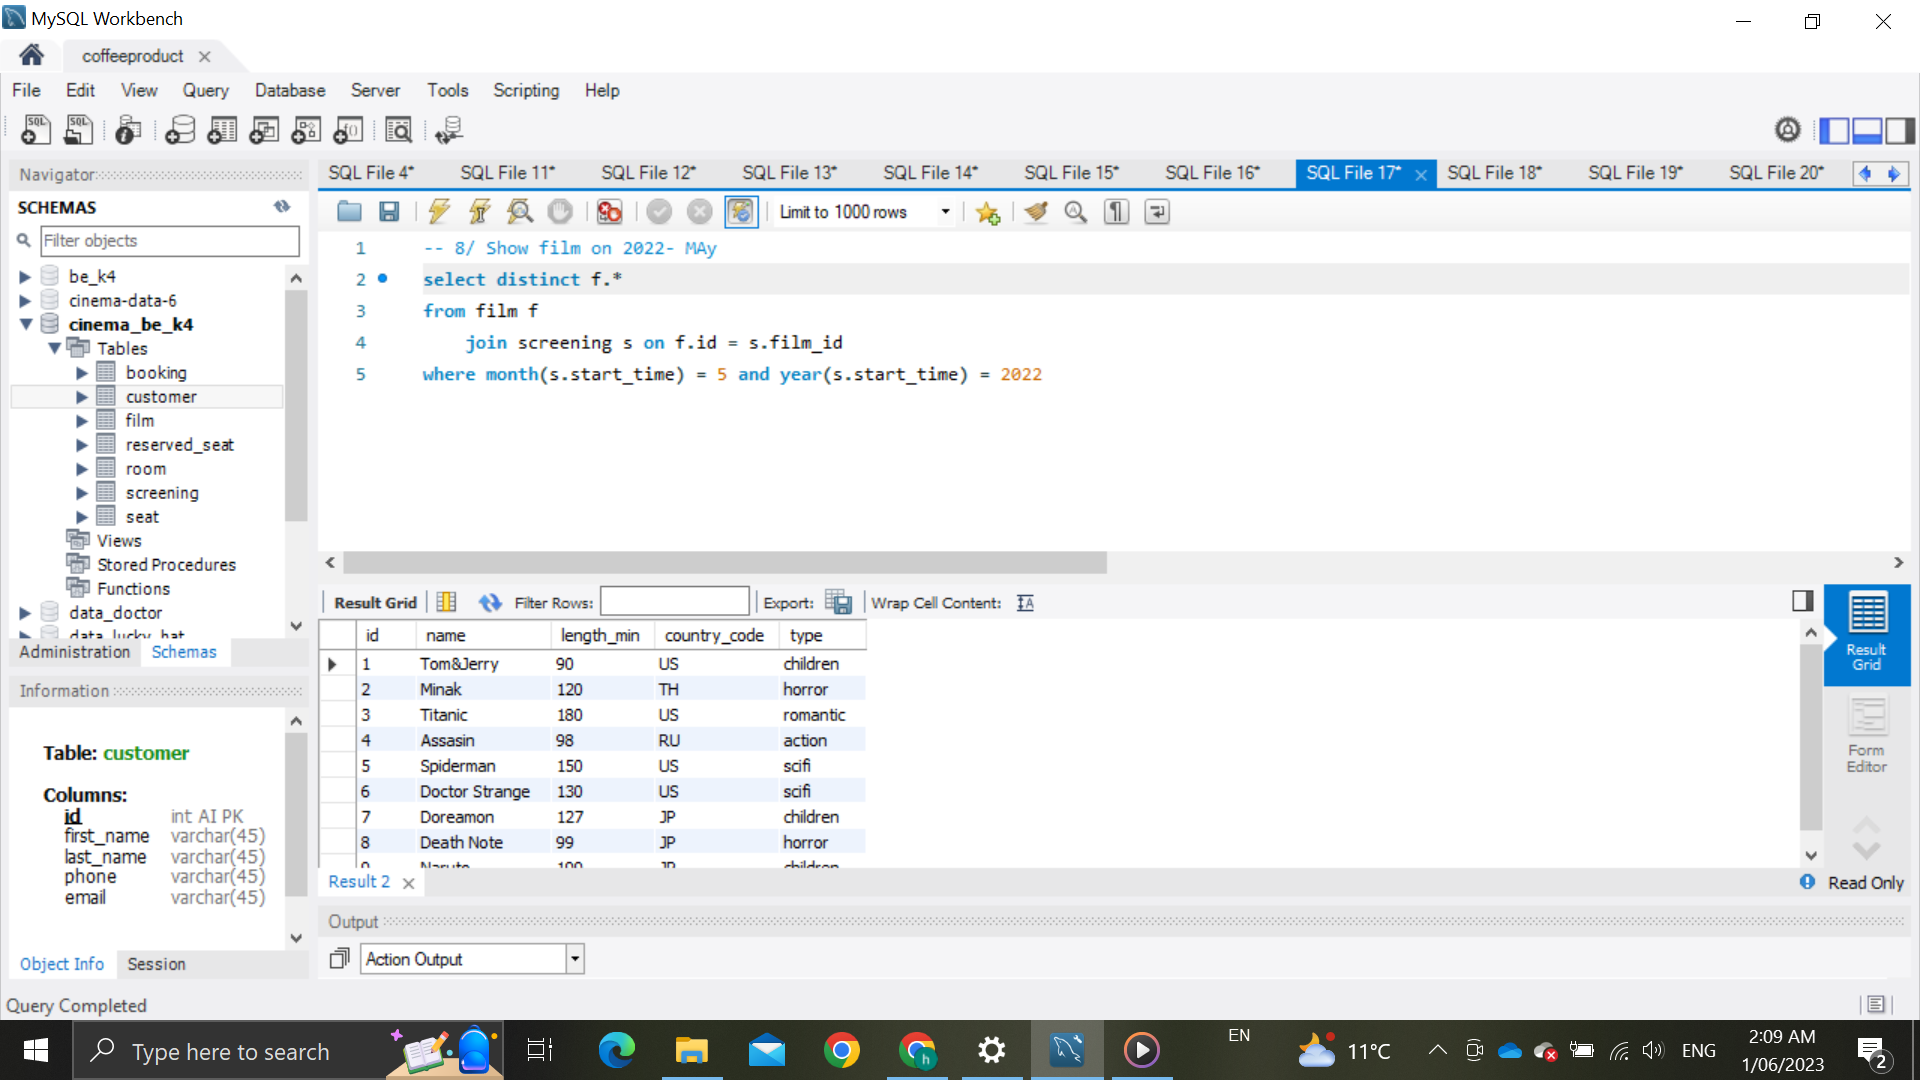 MySQL Workbench
coffeeproduct
File Edit View Query Database Server Tools Scripting Help
Navigator
SCHEMAS
Filter objects
be_k4
cinema-data-6
cinema_be_k4
Tables
booking
customer
film
reserved_seat
room
screening
seat
Views
Stored Procedures
Functions
data_doctor
data_lucky_hat
Administration Schemas
Information
Table: customer
Columns:
id int AI PK
first_name varchar(45)
last_name varchar(45)
phone varchar(45)
email varchar(45)
Object Info Session
SQL File 4* SQL File 11* SQL File 12* SQL File 13* SQL File 14* SQL File 15* SQL File 16* SQL File 17* SQL File 18* SQL File 19* SQL File 20*
Limit to 1000 rows
1 -- 8/ Show film on 2022- MAy
2 select distinct f.*
3 from film f
4 join screening s on f.id = s.film_id
5 where month(s.start_time) = 5 and year(s.start_time) = 2022
Result Grid Filter Rows: Export: Wrap Cell Content:
id name length_min country_code type
1 Tom&Jerry 90 US children
2 Minak 120 TH horror
3 Titanic 180 US romantic
4 Assasin 98 RU action
5 Spiderman 150 US scifi
6 Doctor Strange 130 US scifi
7 Doreamon 127 JP children
8 Death Note 99 JP horror
9 Naruto JP children
Result Grid
Form Editor
Result 2
Read Only
Output
Action Output
Query Completed
Type here to search
EN
11°C
ENG
2:09 AM
1/06/2023
2